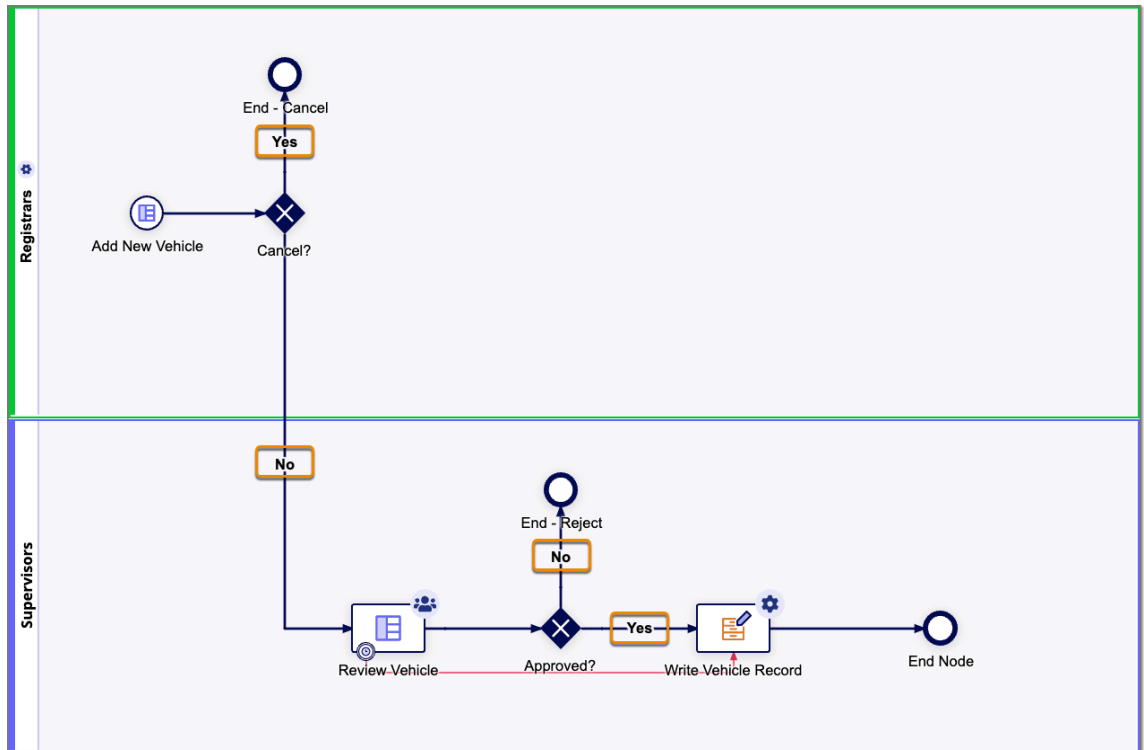 Registrars
End - Cancel
Yes
Add New Vehicle
Cancel?
Supervisors
No
End - Reject
No
Yes
Review Vehicle
Approved?
Write Vehicle Record
End Node